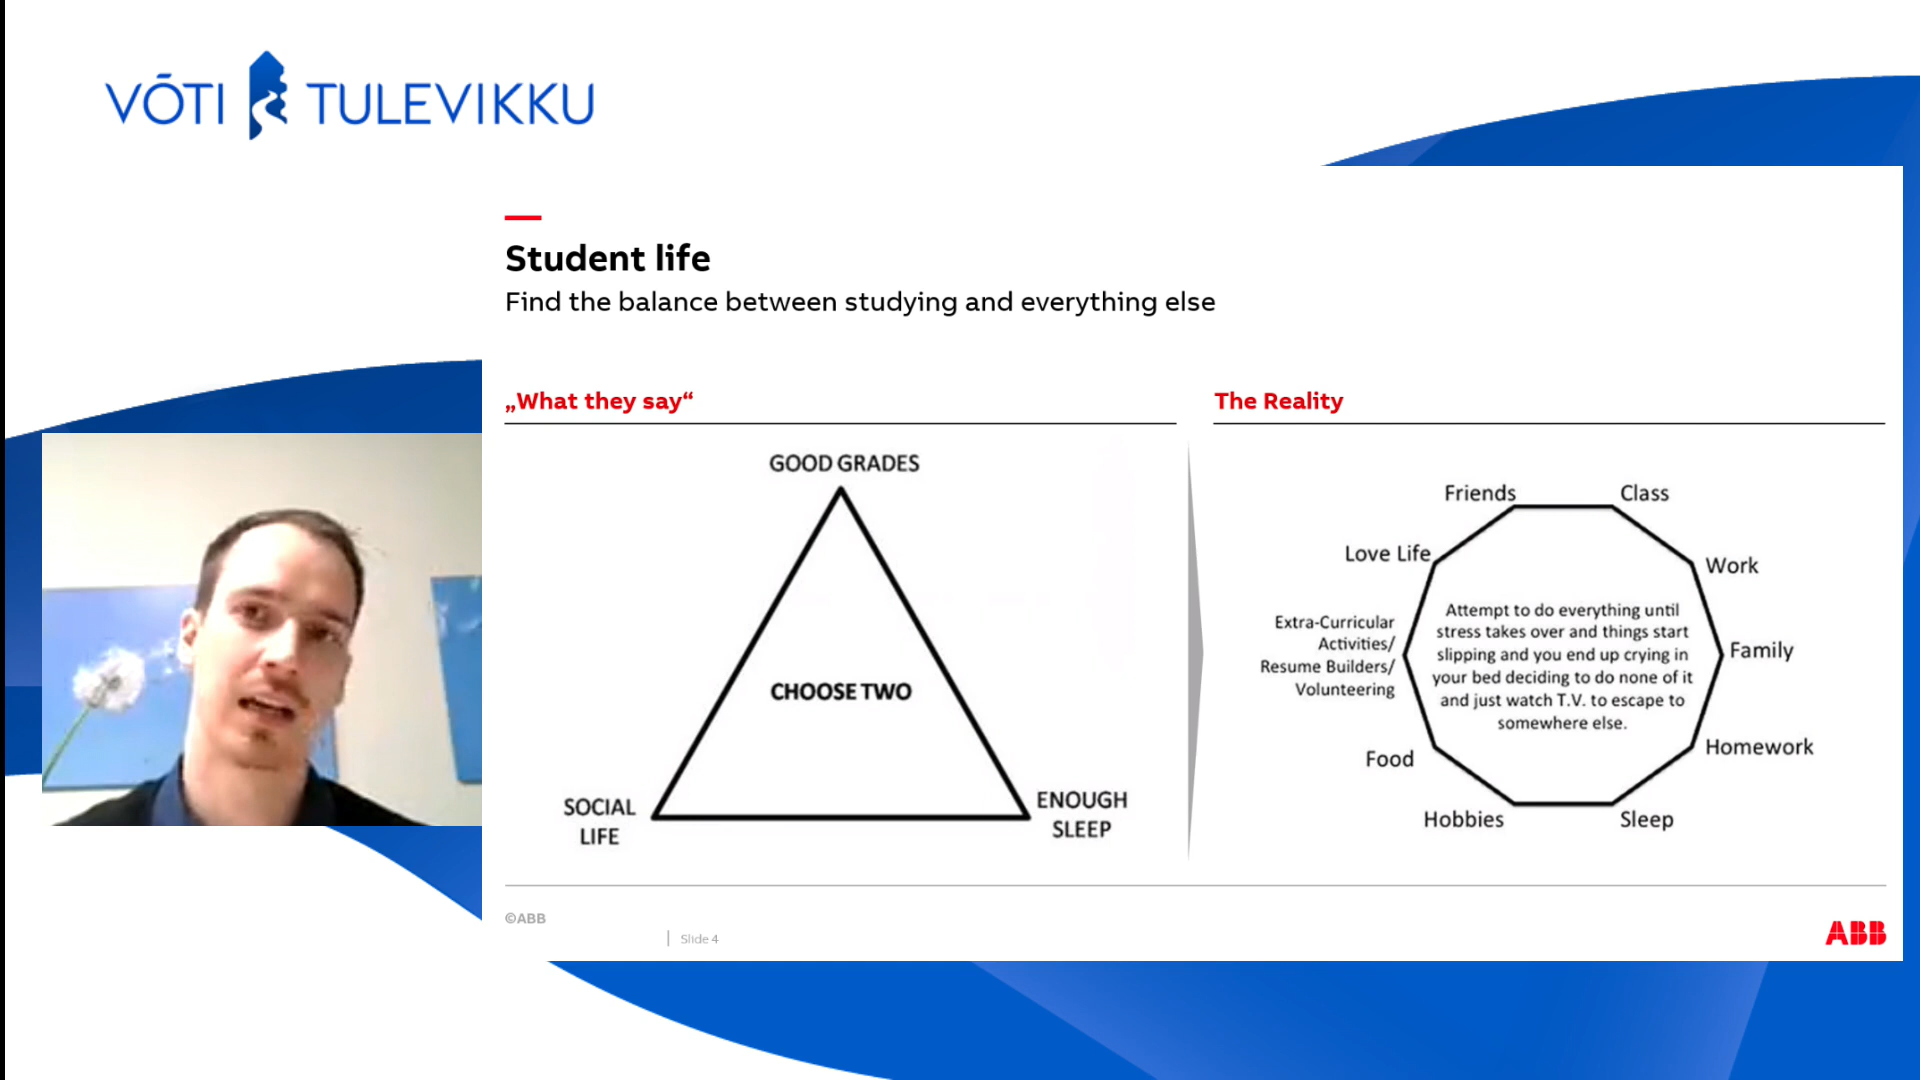 VÕTI TULEVIKKU
Student life
Find the balance between studying and everything else
„What they say“
GOOD GRADES
CHOOSE TWO
SOCIAL
LIFE
ENOUGH
SLEEP
The Reality
Friends
Class
Love Life
Work
Extra-Curricular
Activities/
Resume Builders/
Volunteering
Attempt to do everything until
stress takes over and things start
slipping and you end up crying in
your bed deciding to do none of it
and just watch T.V. to escape to
somewhere else.
Family
Food
Homework
Hobbies
Sleep
©ABB
Slide 4
ABB